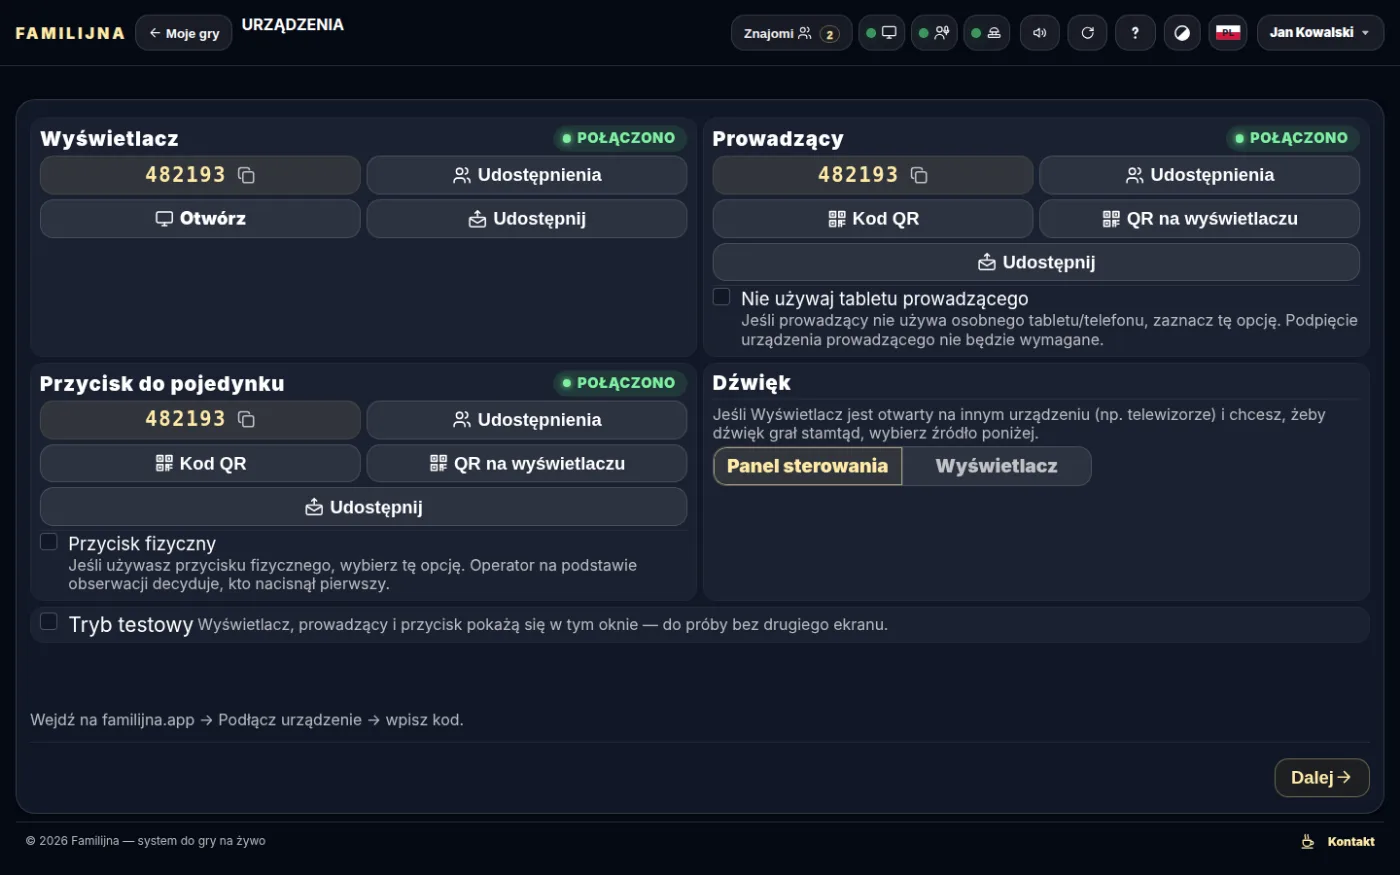 FAMILIJNA
← Moje gry
URZĄDZENIA
Znajomi 2
?
PL
Jan Kowalski
Wyświetlacz
POŁĄCZONO
482193
Udostępnienia
Otwórz
Udostępnij
Prowadzący
POŁĄCZONO
482193
Udostępnienia
Kod QR
QR na wyświetlaczu
Udostępnij
Nie używaj tabletu prowadzącego
Jeśli prowadzący nie używa osobnego tabletu/telefonu, zaznacz tę opcję. Podpięcie
urządzenia prowadzącego nie będzie wymagane.
Przycisk do pojedynku
POŁĄCZONO
482193
Udostępnienia
Kod QR
QR na wyświetlaczu
Udostępnij
Przycisk fizyczny
Jeśli używasz przycisku fizycznego, wybierz tę opcję. Operator na podstawie
obserwacji decyduje, kto nacisnął pierwszy.
Dźwięk
Jeśli Wyświetlacz jest otwarty na innym urządzeniu (np. telewizorze) i chcesz, żeby
dźwięk grał stamtąd, wybierz źródło poniżej.
Panel sterowania
Wyświetlacz
Tryb testowy Wyświetlacz, prowadzący i przycisk pokażą się w tym oknie — do próby bez drugiego ekranu.
Wejdź na familijna.app → Podłącz urządzenie → wpisz kod.
Dalej →
© 2026 Familijna — system do gry na żywo
Kontakt